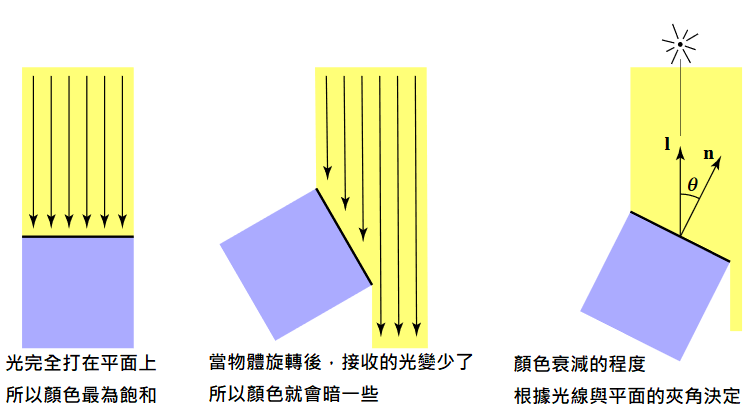 l
n
θ
光完全打在平面上
所以顏色最為飽和
當物體旋轉後，接收的光變少了
所以顏色就會暗一些
顏色衰減的程度
根據光線與平面的夾角決定